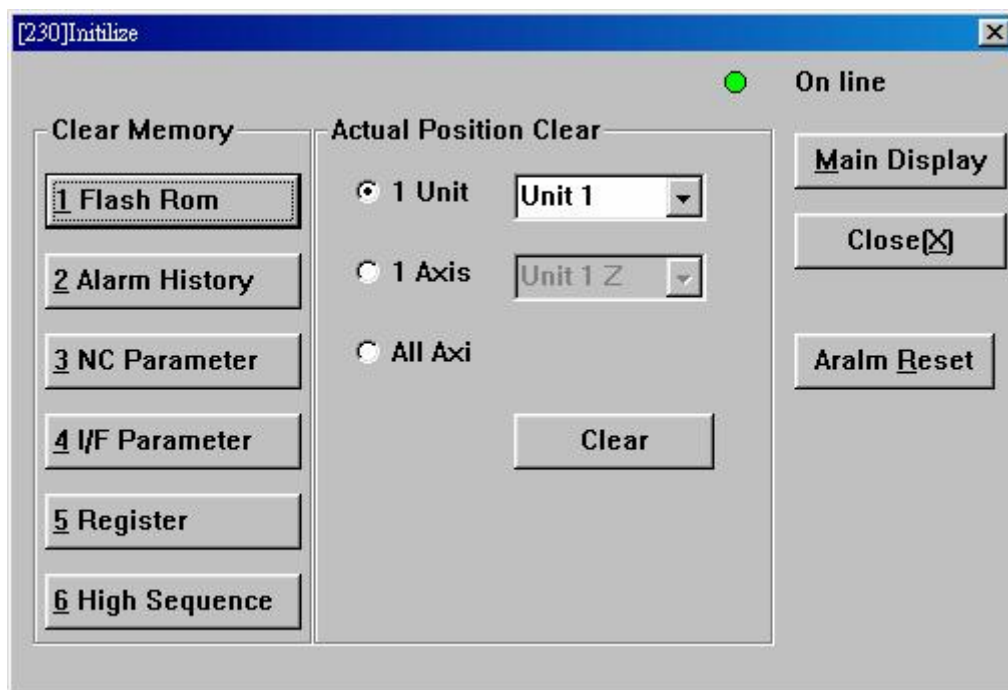 [230]Initilize
On line
Clear Memory
1 Flash Rom
2 Alarm History
3 NC Parameter
4 I/F Parameter
5 Register
6 High Sequence
Actual Position Clear
1 Unit
Unit 1
1 Axis
Unit 1 Z
All Axi
Clear
Main Display
Close(X)
Aralm Reset